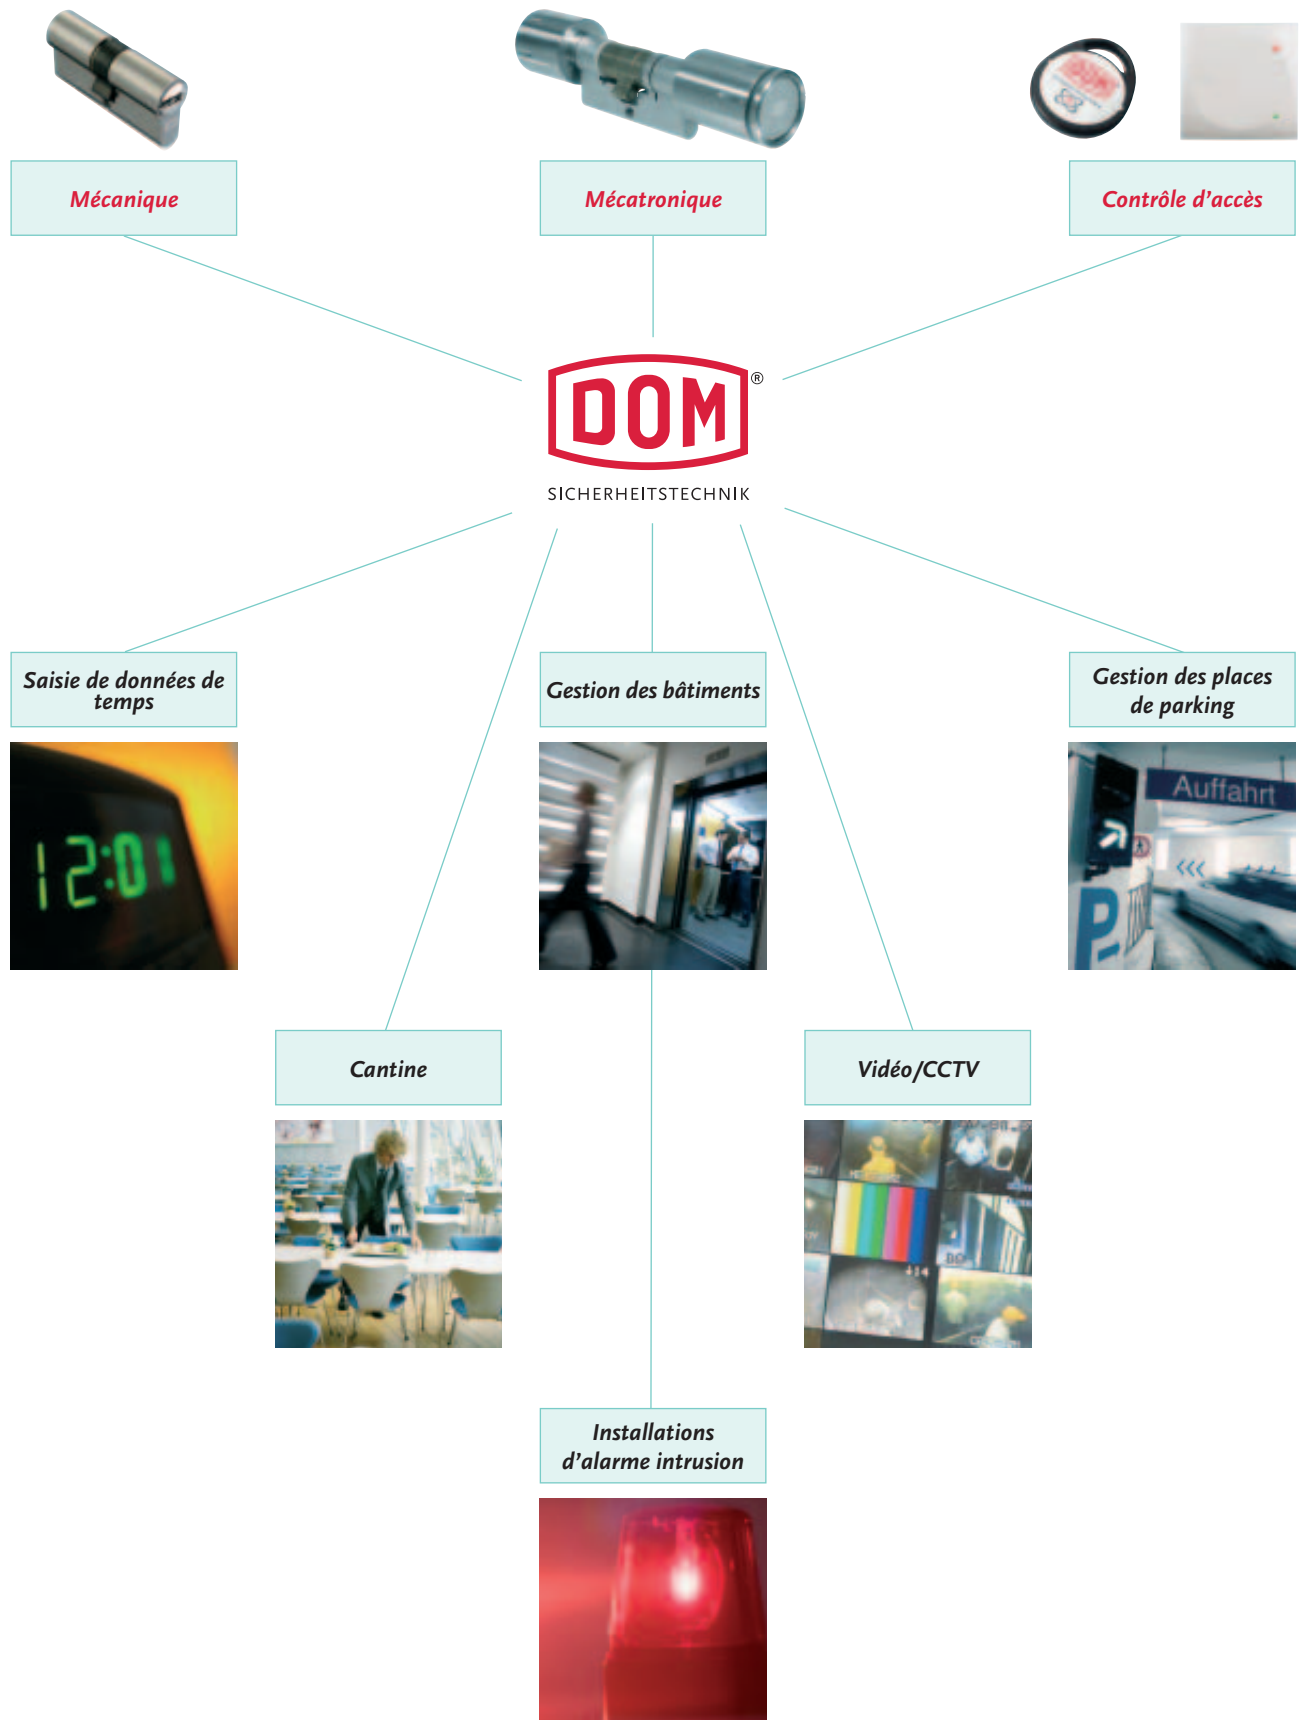 Mécanique
Mécatronique
Contrôle d'accès
DOM®
SICHERHEITSTECHNIK
Saisie de données de
temps
Gestion des bâtiments
Gestion des places
de parking
12:01
Auffahrt
P
Cantine
Vidéo/CCTV
Installations
d'alarme intrusion